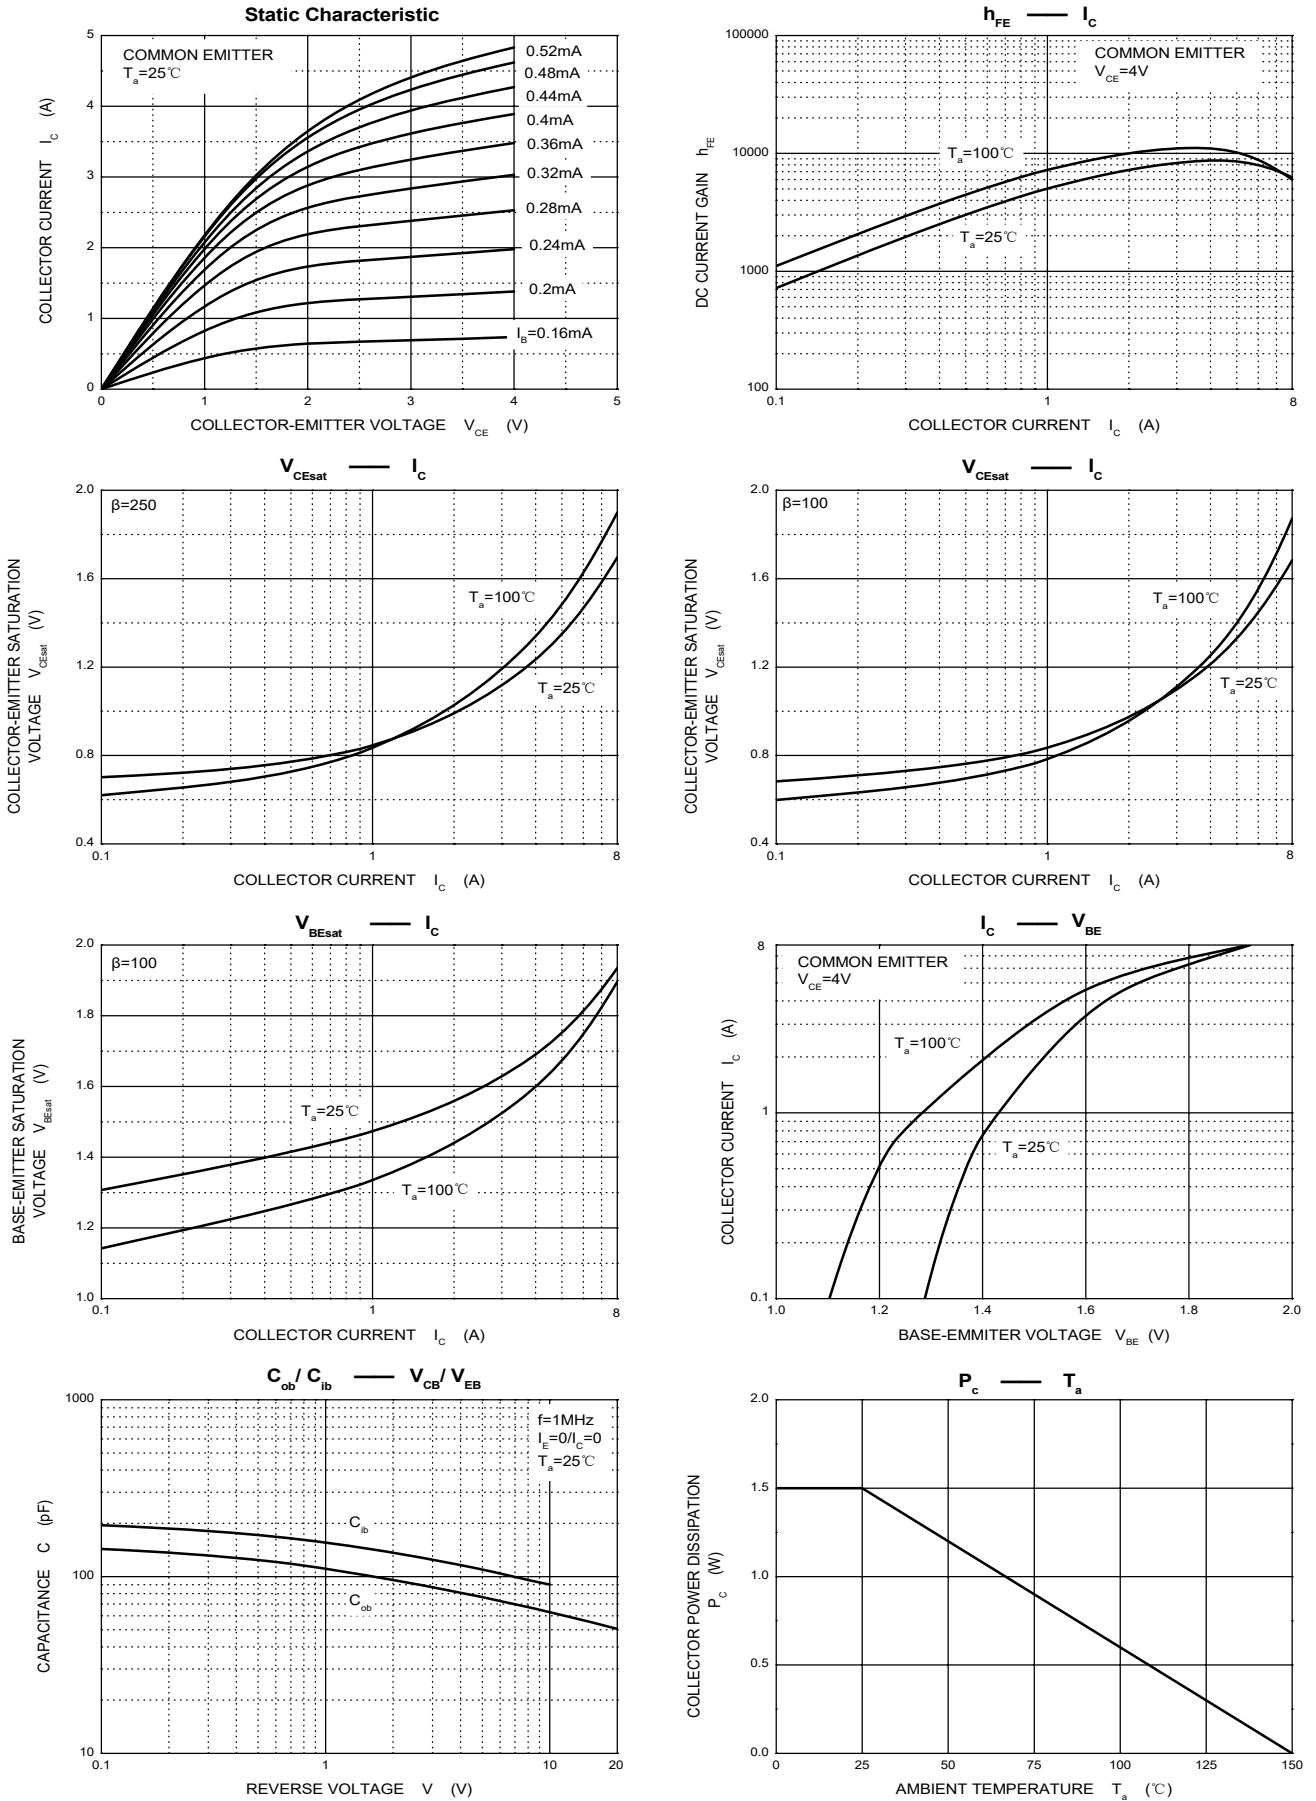 Static Characteristic
COMMON EMITTER
Ta=25℃
0.52mA
0.48mA
0.44mA
0.4mA
0.36mA
0.32mA
0.28mA
0.24mA
0.2mA
IB=0.16mA
5
4
3
2
1
0
0 1 2 3 4 5
COLLECTOR CURRENT IC (A)
COLLECTOR-EMITTER VOLTAGE VCE (V)
hFE —— IC
COMMON EMITTER
VCE=4V
Ta=100℃
Ta=25℃
100000
10000
1000
100
0.1 1 8
DC CURRENT GAIN hFE
COLLECTOR CURRENT IC (A)
VCEsat —— IC
β=250
Ta=100℃
Ta=25℃
2.0
1.6
1.2
0.8
0.4
0.1 1 8
COLLECTOR-EMITTER SATURATION
VOLTAGE VCEsat (V)
COLLECTOR CURRENT IC (A)
VCEsat —— IC
β=100
Ta=100℃
Ta=25℃
2.0
1.6
1.2
0.8
0.4
0.1 1 8
COLLECTOR-EMITTER SATURATION
VOLTAGE VCEsat (V)
COLLECTOR CURRENT IC (A)
VBEsat —— IC
β=100
Ta=25℃
Ta=100℃
2.0
1.8
1.6
1.4
1.2
1.0
0.1 1 8
BASE-EMITTER SATURATION
VOLTAGE VBEsat (V)
COLLECTOR CURRENT IC (A)
IC —— VBE
COMMON EMITTER
VCE=4V
Ta=100℃
Ta=25℃
8
1
0.1
1.0 1.2 1.4 1.6 1.8 2.0
COLLECTOR CURRENT IC (A)
BASE-EMMITER VOLTAGE VBE (V)
Cob/ Cib —— VCB/ VEB
f=1MHz
IE=0/IC=0
Ta=25℃
Cib
Cob
1000
100
10
0.1 1 10 20
CAPACITANCE C (pF)
REVERSE VOLTAGE V (V)
Pc —— Ta
2.0
1.5
1.0
0.5
0.0
0 25 50 75 100 125 150
COLLECTOR POWER DISSIPATION
PC (W)
AMBIENT TEMPERATURE Ta (℃)